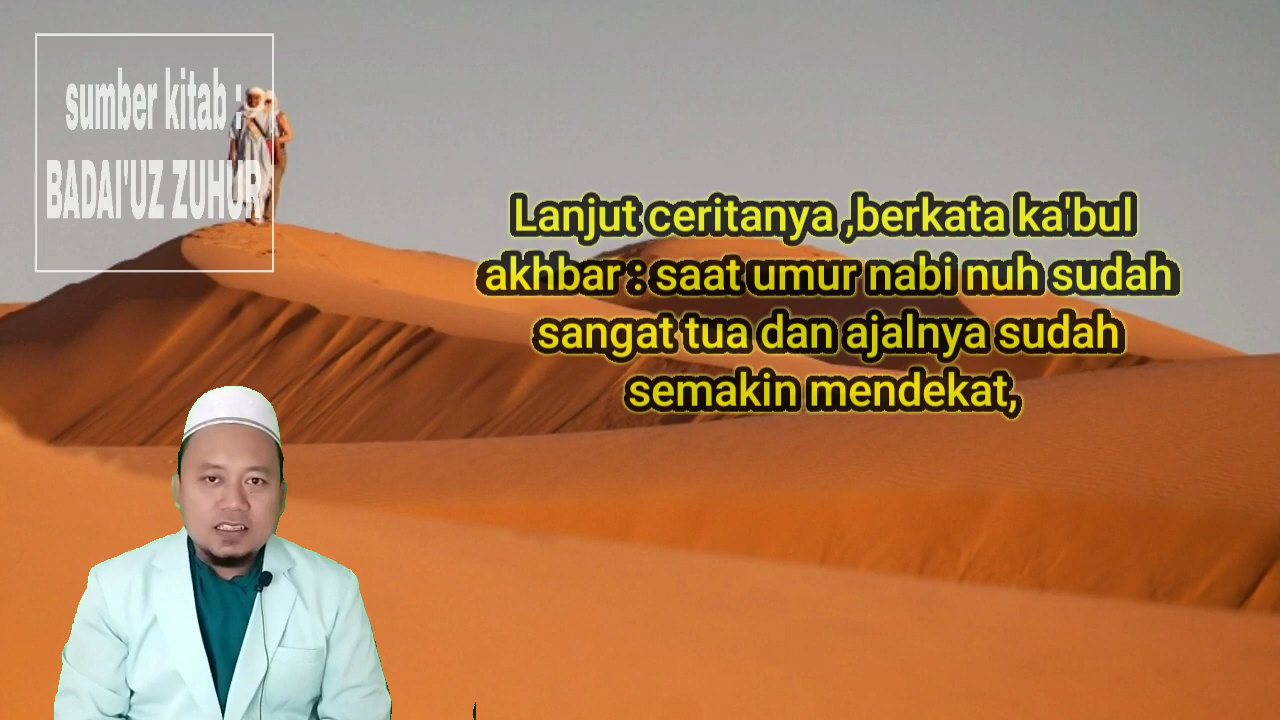 sumber kitab :
BADAI'UZ ZUHUR
Lanjut ceritanya ,berkata ka'bul
akhbar : saat umur nabi nuh sudah
sangat tua dan ajalnya sudah
semakin mendekat,